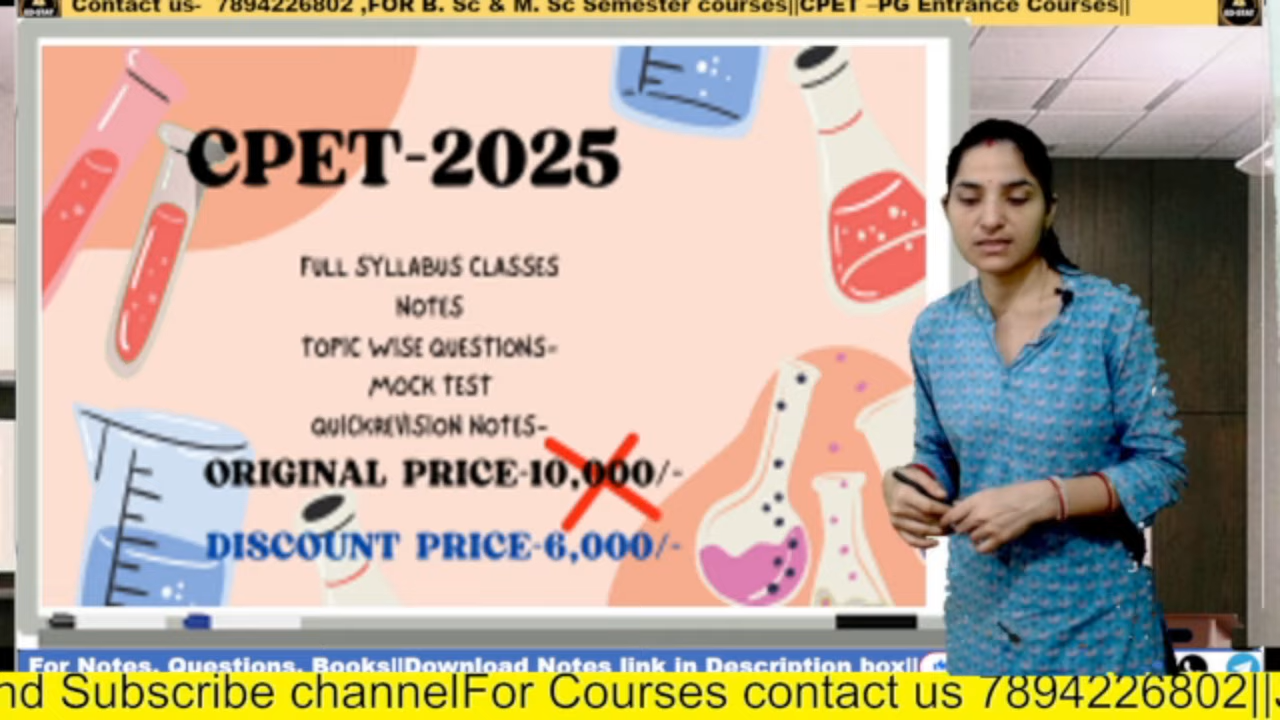 Contact us- 7894226802 ,FOR B. Sc & M. Sc Semester courses||CPET –PG Entrance Courses||
CPET-2025
FULL SYLLABUS CLASSES
NOTES
TOPIC WISE QUESTIONS-
MOCK TEST
QUICKREVISION NOTES-
ORIGINAL PRICE-10,000/-
DISCOUNT PRICE-6,000/-
For Notes, Questions, Books||Download Notes link in Description box||
nd Subscribe channelFor Courses contact us 7894226802||